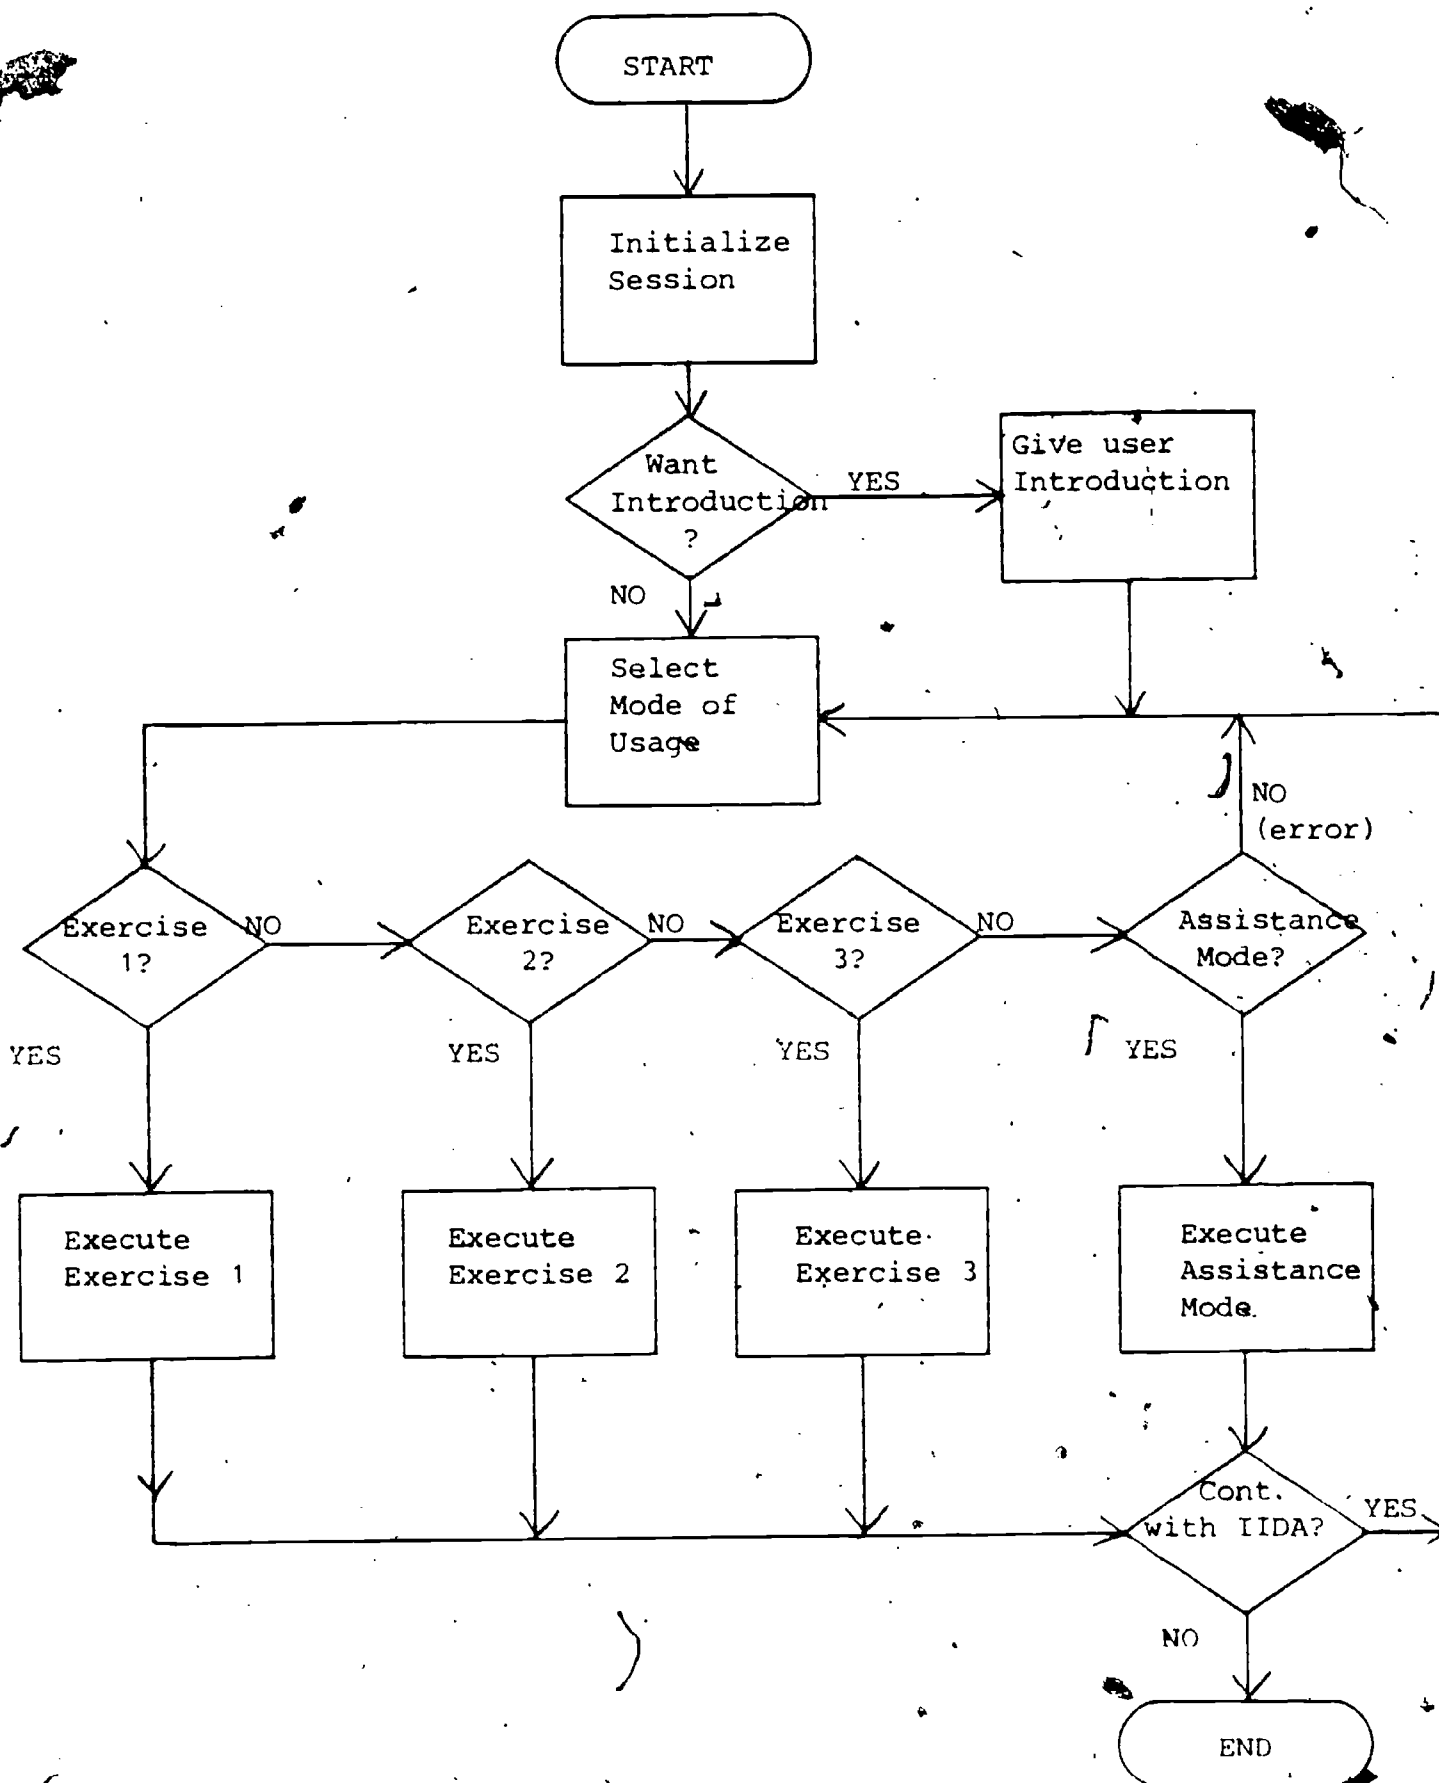 START
Initialize
Session
Want
Introduction
?
YES
Give user
Introduction
NO
Select
Mode of
Usage
NO
(error)
Exercise
1?
NO
Exercise
2?
NO
Exercise
3?
NO
Assistance
Mode?
YES
YES
YES
YES
Execute
Exercise 1
Execute
Exercise 2
Execute
Exercise 3
Execute
Assistance
Mode.
Cont.
with IIDA?
YES
NO
END